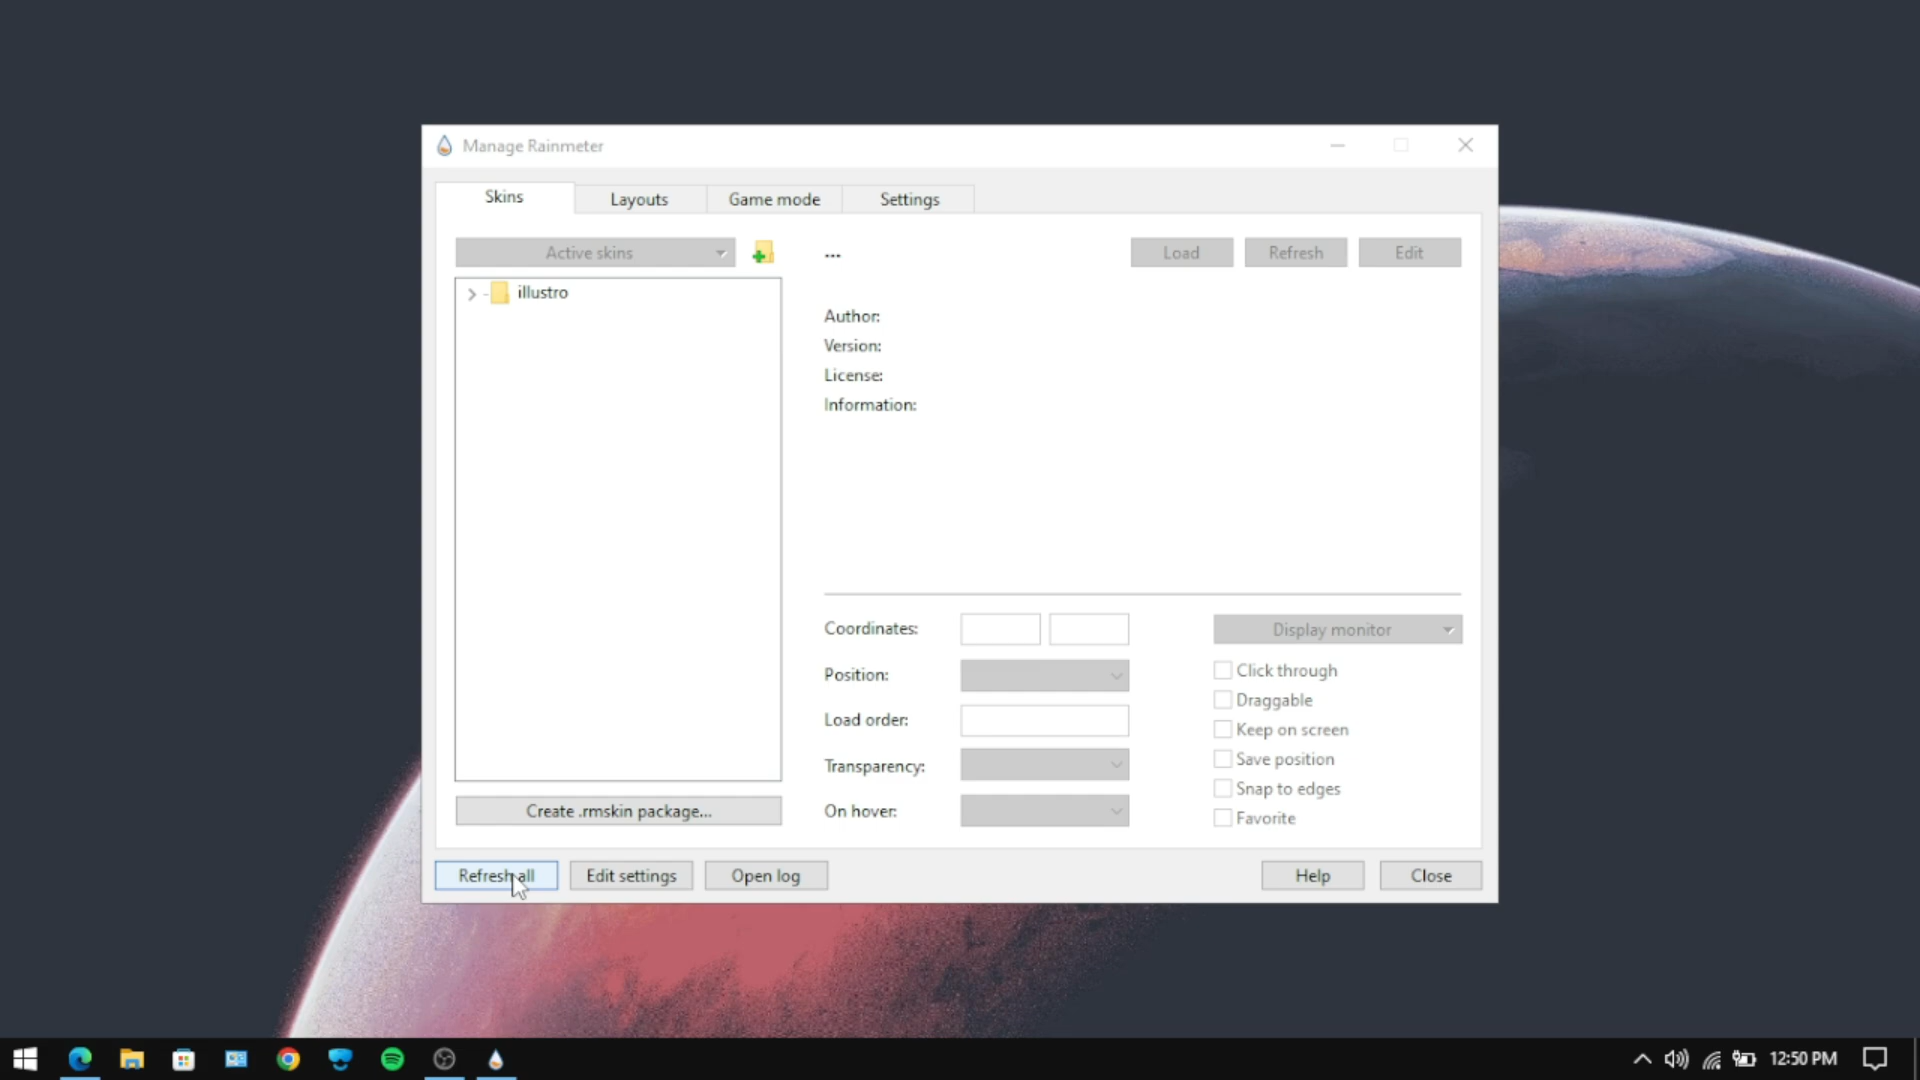 Manage Rainmeter
Skins
Layouts
Game mode
Settings
Active skins
...
Load
Refresh
Edit
illustro
Author:
Version:
License:
Information:
Coordinates:
Display monitor
Position:
Click through
Draggable
Load order:
Keep on screen
Transparency:
Save position
Snap to edges
Create .rmskin package...
On hover:
Favorite
Refresh all
Edit settings
Open log
Help
Close
12:50 PM